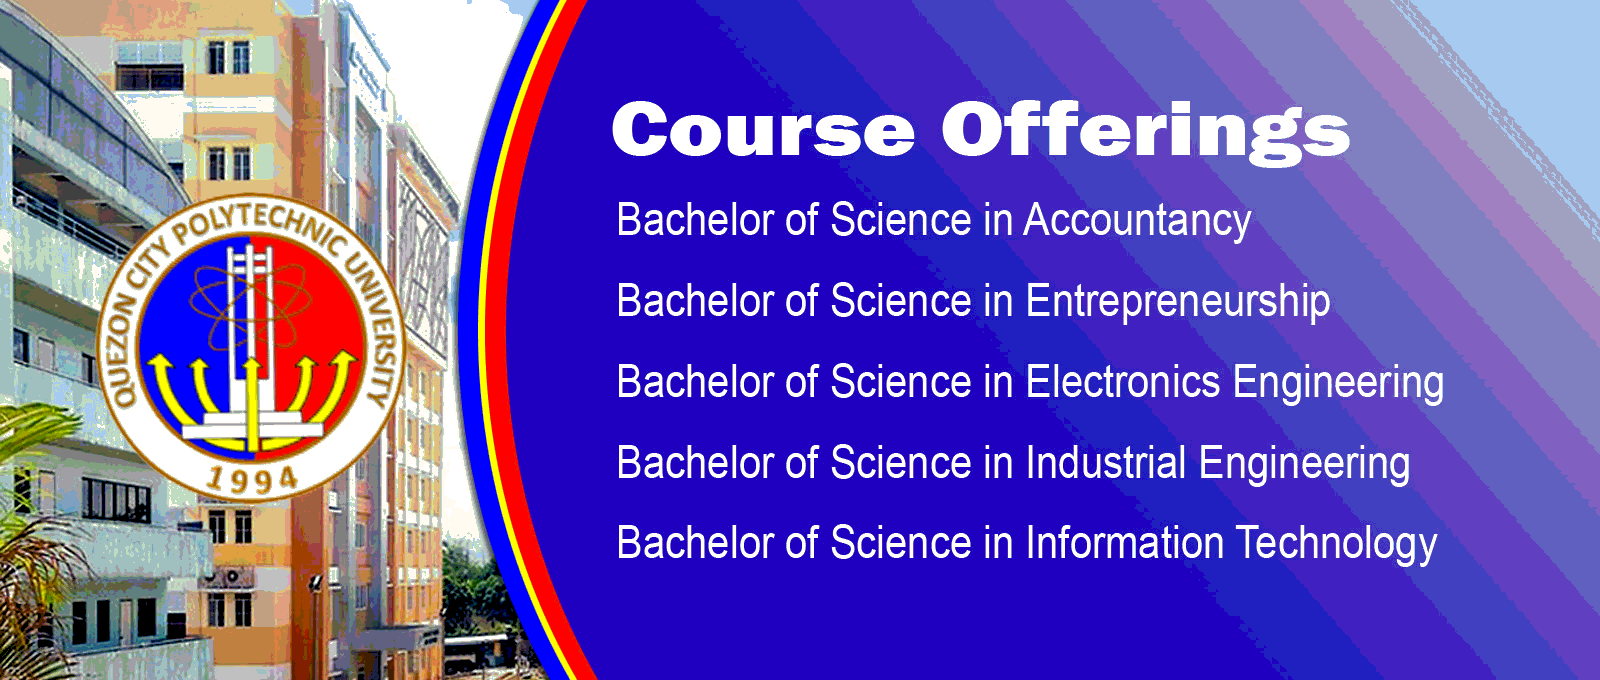 Course Offerings
Bachelor of Science in Accountancy
Bachelor of Science in Entrepreneurship
Bachelor of Science in Electronics Engineering
Bachelor of Science in Industrial Engineering
Bachelor of Science in Information Technology
QUEZON CITY POLYTECHNIC UNIVERSITY
1994